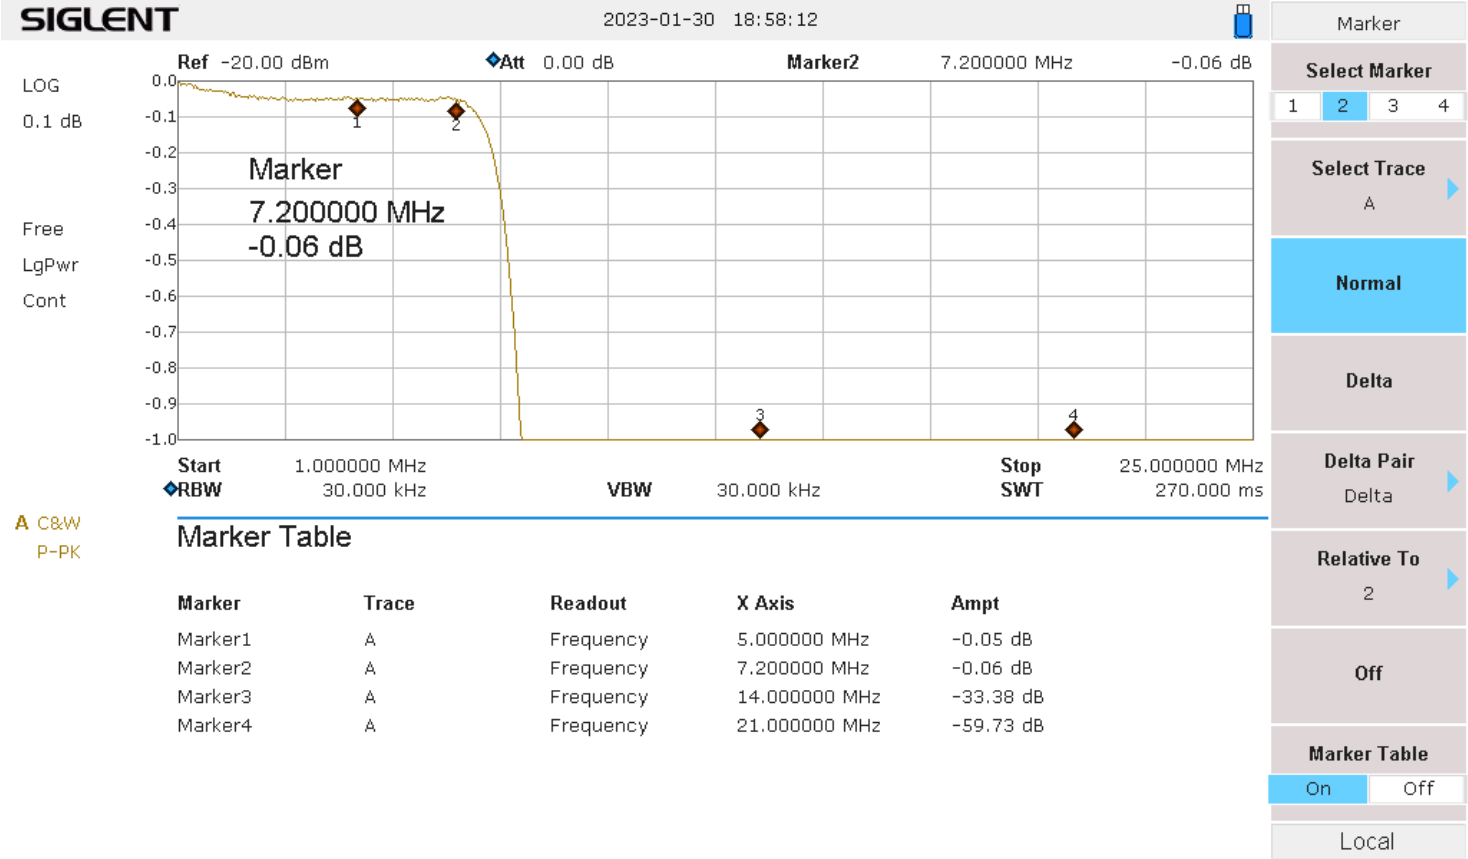 SIGLENT 2023-01-30 18:58:12 Marker
Ref -20.00 dBm Att 0.00 dB Marker2 7.200000 MHz -0.06 dB
LOG
0.1 dB
Free
LgPwr
Cont
A C&W
P-PK
0.0
-0.1
-0.2
-0.3
-0.4
-0.5
-0.6
-0.7
-0.8
-0.9
-1.0
1
2
3
4
Marker
7.200000 MHz
-0.06 dB
Start 1.000000 MHz Stop 25.000000 MHz
RBW 30.000 kHz VBW 30.000 kHz SWT 270.000 ms
Marker Table
Marker Trace Readout X Axis Ampt
Marker1 A Frequency 5.000000 MHz -0.05 dB
Marker2 A Frequency 7.200000 MHz -0.06 dB
Marker3 A Frequency 14.000000 MHz -33.38 dB
Marker4 A Frequency 21.000000 MHz -59.73 dB
Select Marker
1 2 3 4
Select Trace
A
Normal
Delta
Delta Pair
Delta
Relative To
2
Off
Marker Table
On Off
Local